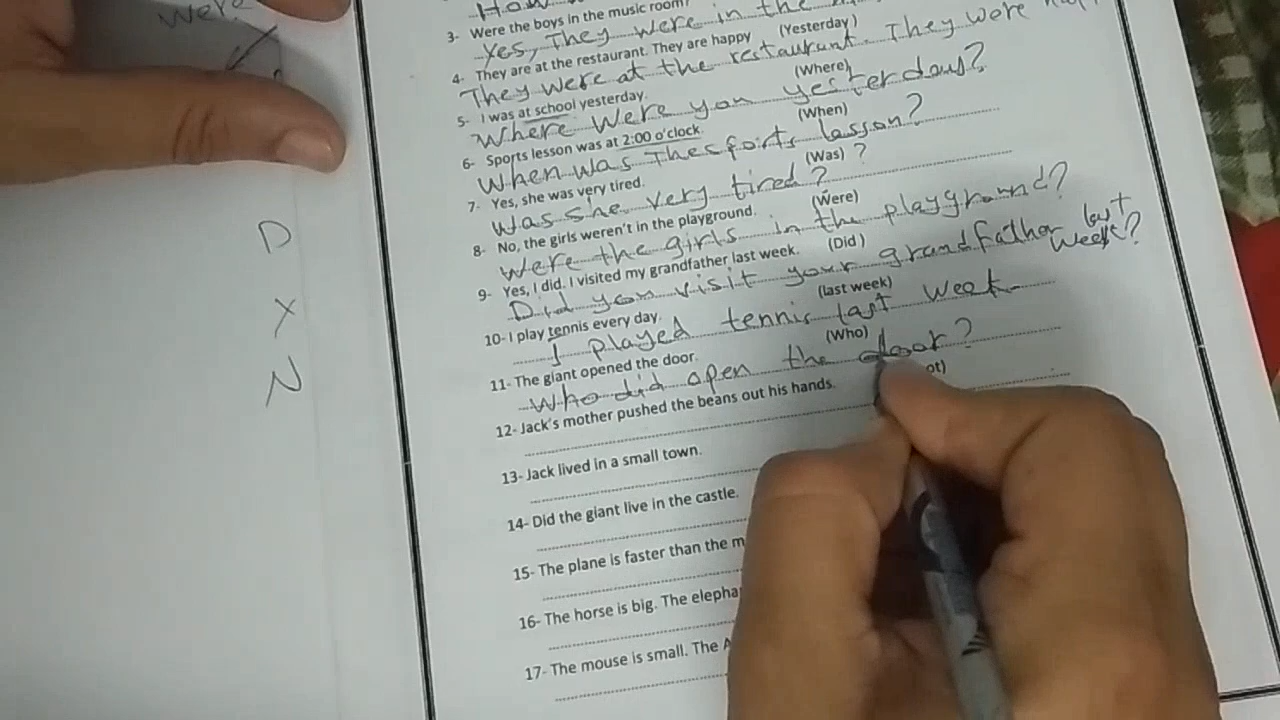 were
How
3- Were the boys in the music room?
Yes, They were in the
4- They are at the restaurant. They are happy (Yesterday)
They were at the restaurant. They were
5- I was at school yesterday. (Where)
Where were you yesterday?
6- Sports lesson was at 2:00 o'clock. (When)
When was The sports lesson?
7- Yes, she was very tired. (Was) ?
Was she very tired?
8- No, the girls weren't in the playground. (Were)
Were the girls in the playground?
9- Yes, I did. I visited my grandfather last week. (Did)
Did you visit your grandfather last week?
10- I play tennis every day. (last week)
I played tennis last week
11- The giant opened the door. (Who)
Who did open the door?
12- Jack's mother pushed the beans out his hands. ot)
13- Jack lived in a small town.
14- Did the giant live in the castle.
15- The plane is faster than the m
16- The horse is big. The elepha
17- The mouse is small. The A
D
X
N